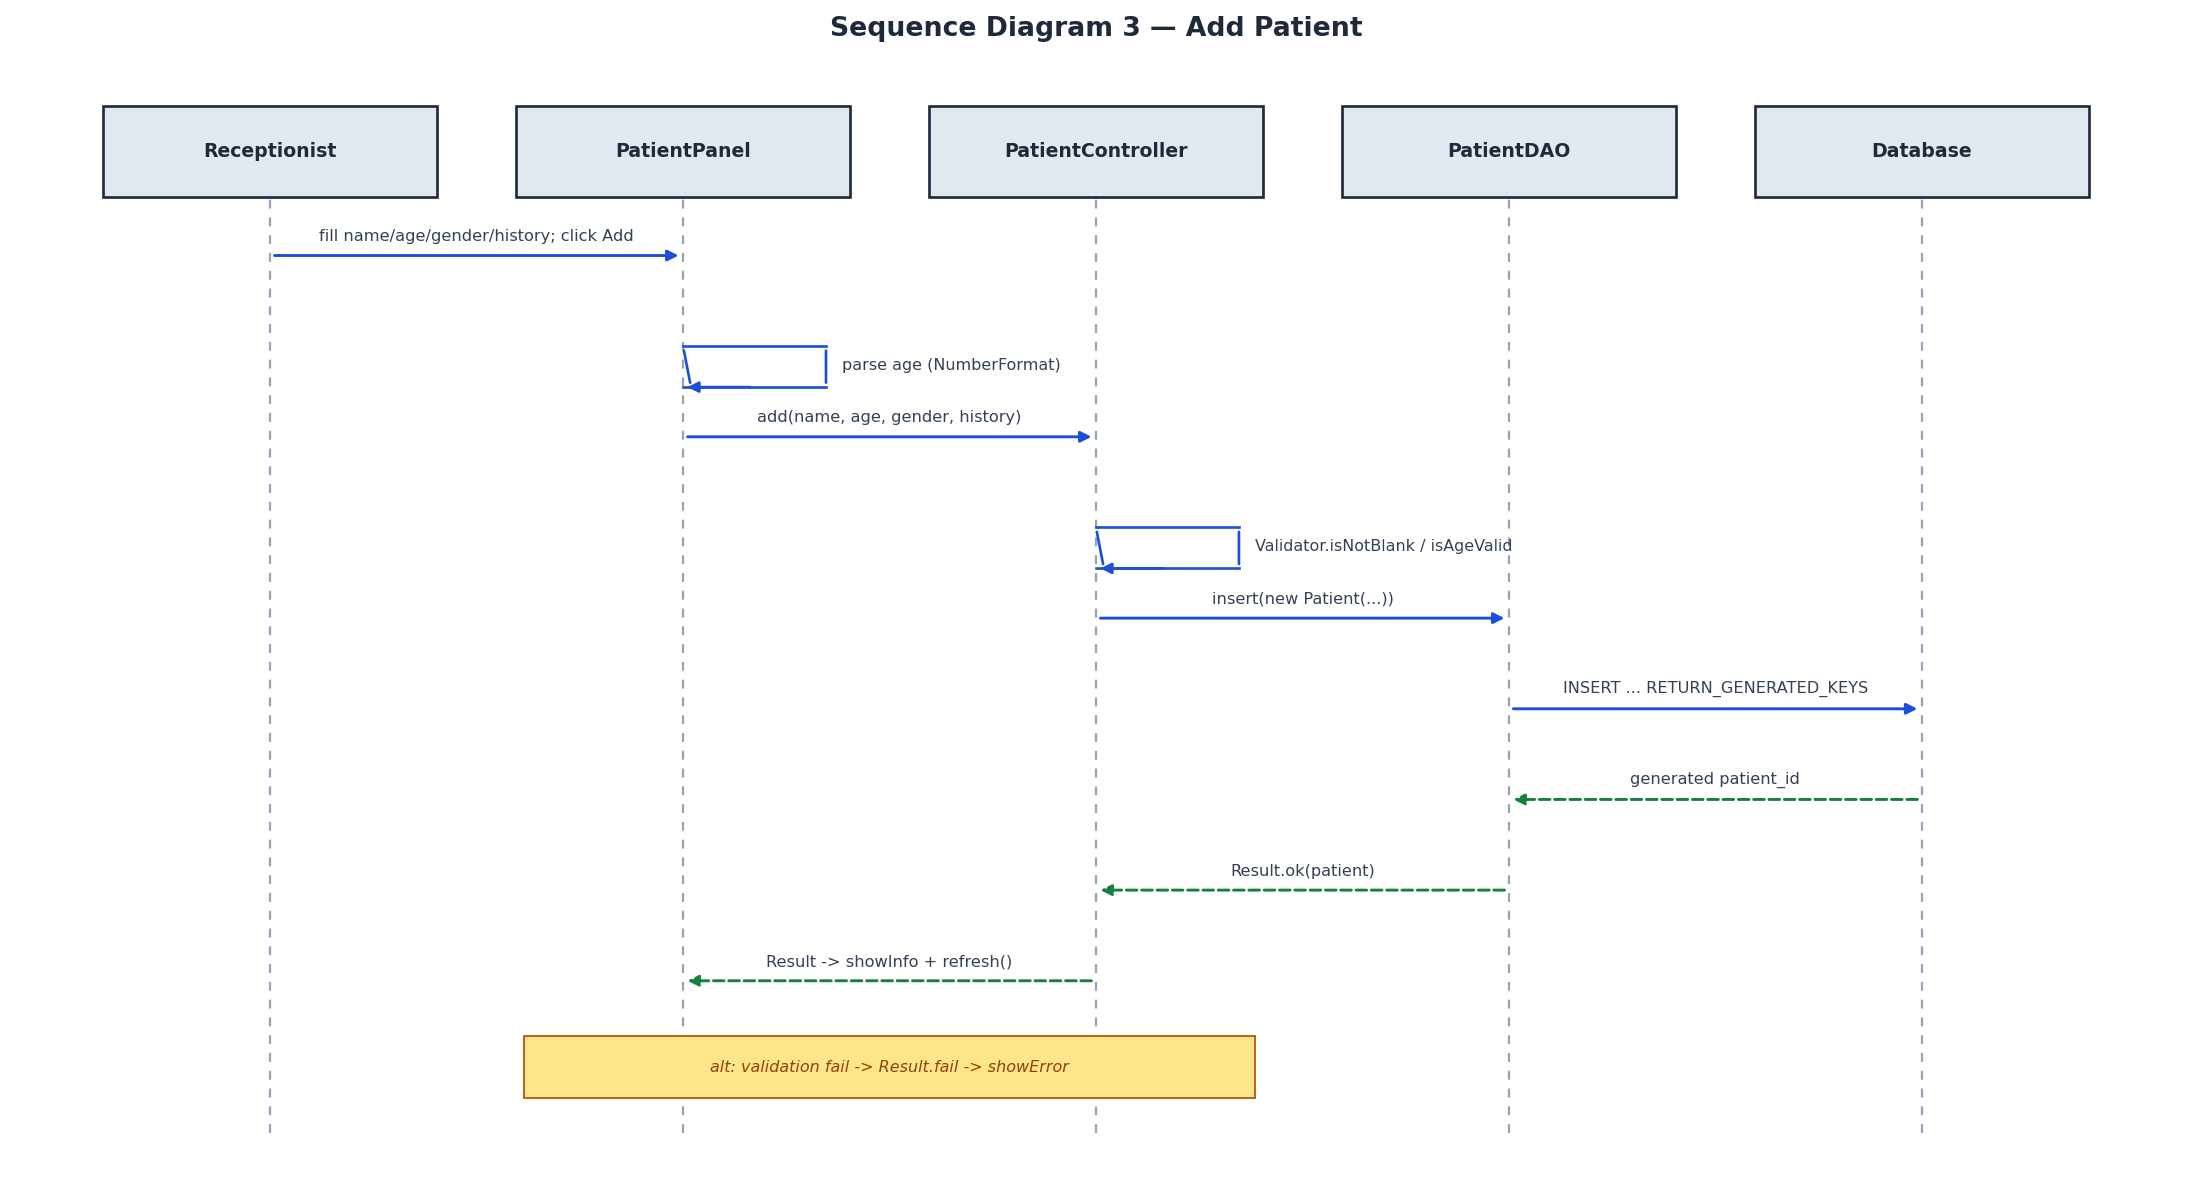 Sequence Diagram 3 — Add Patient
Receptionist
PatientPanel
PatientController
PatientDAO
Database
fill name/age/gender/history; click Add
parse age (NumberFormat)
add(name, age, gender, history)
Validator.isNotBlank / isAgeValid
insert(new Patient(...))
INSERT ... RETURN_GENERATED_KEYS
generated patient_id
Result.ok(patient)
Result -> showInfo + refresh()
alt: validation fail -> Result.fail -> showError